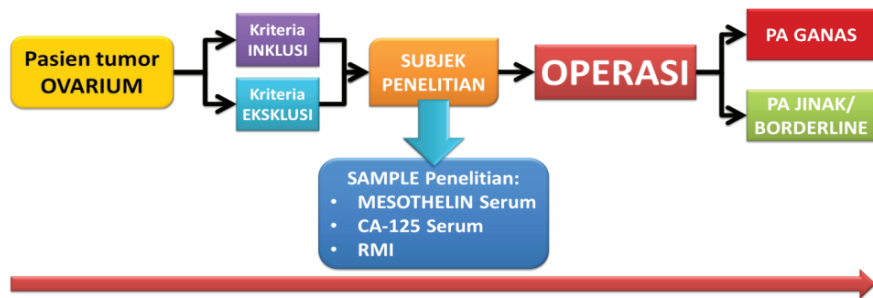 Pasien tumor
OVARIUM
Kriteria
INKLUSI
Kriteria
EKSKLUSI
SUBJEK
PENELITIAN
OPERASI
PA GANAS
PA JINAK/
BORDERLINE
SAMPLE Penelitian:
• MESOTHELIN Serum
• CA-125 Serum
• RMI